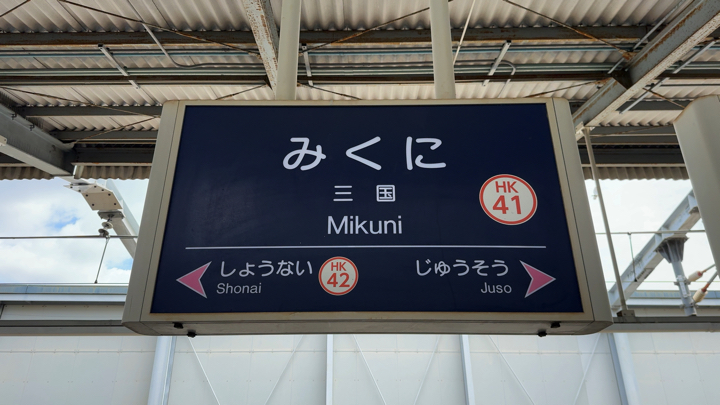 みくに
三国
Mikuni
HK
41
しょうない
Shonai
HK
42
じゅうそう
Juso